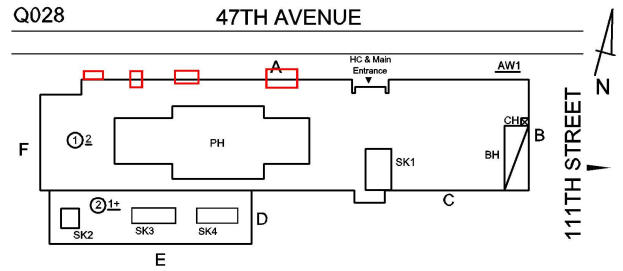 Q028
47TH AVENUE
HC & Main
Entrance
A
AW1
N
CH
B
F
1 2
PH
SK1
BH
111TH STREET
C
2 1+
SK2
SK3
SK4
D
E